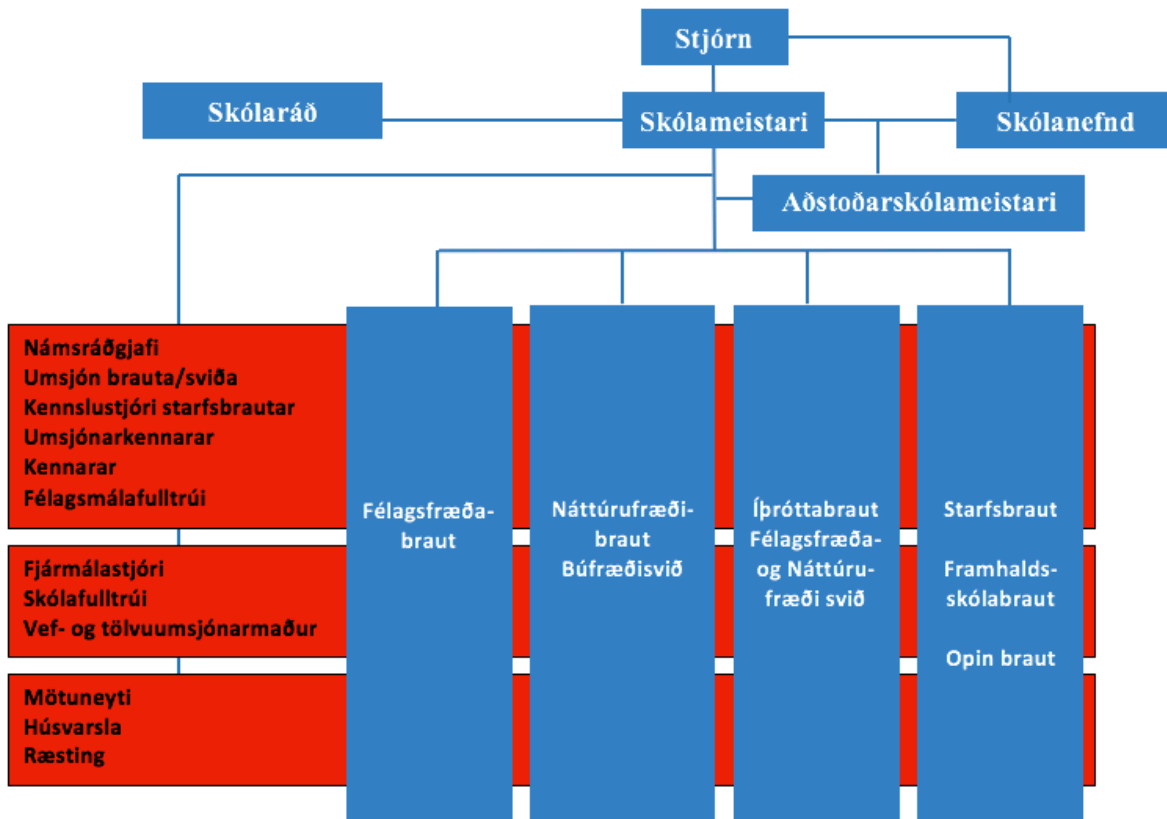 Stjórn
Skólaráð
Skólameistari
Skólanefnd
Aðstoðarskólameistari
Námsráðgjafi
Umsjón brauta/sviða
Kennslustjóri starfsbrautar
Umsjónarkennarar
Kennarar
Félagsmálafulltrúi
Fjármálastjóri
Skólafulltrúi
Vef- og tölvuumsjónarmaður
Mötuneyti
Húsvarsla
Ræsting
Félagsfræða-
braut
Náttúrufræði-
braut
Búfræðisvið
Íþróttabraut
Félagsfræða-
og Náttúru-
fræði svið
Starfsbraut
Framhalds-
skólabraut
Opin braut